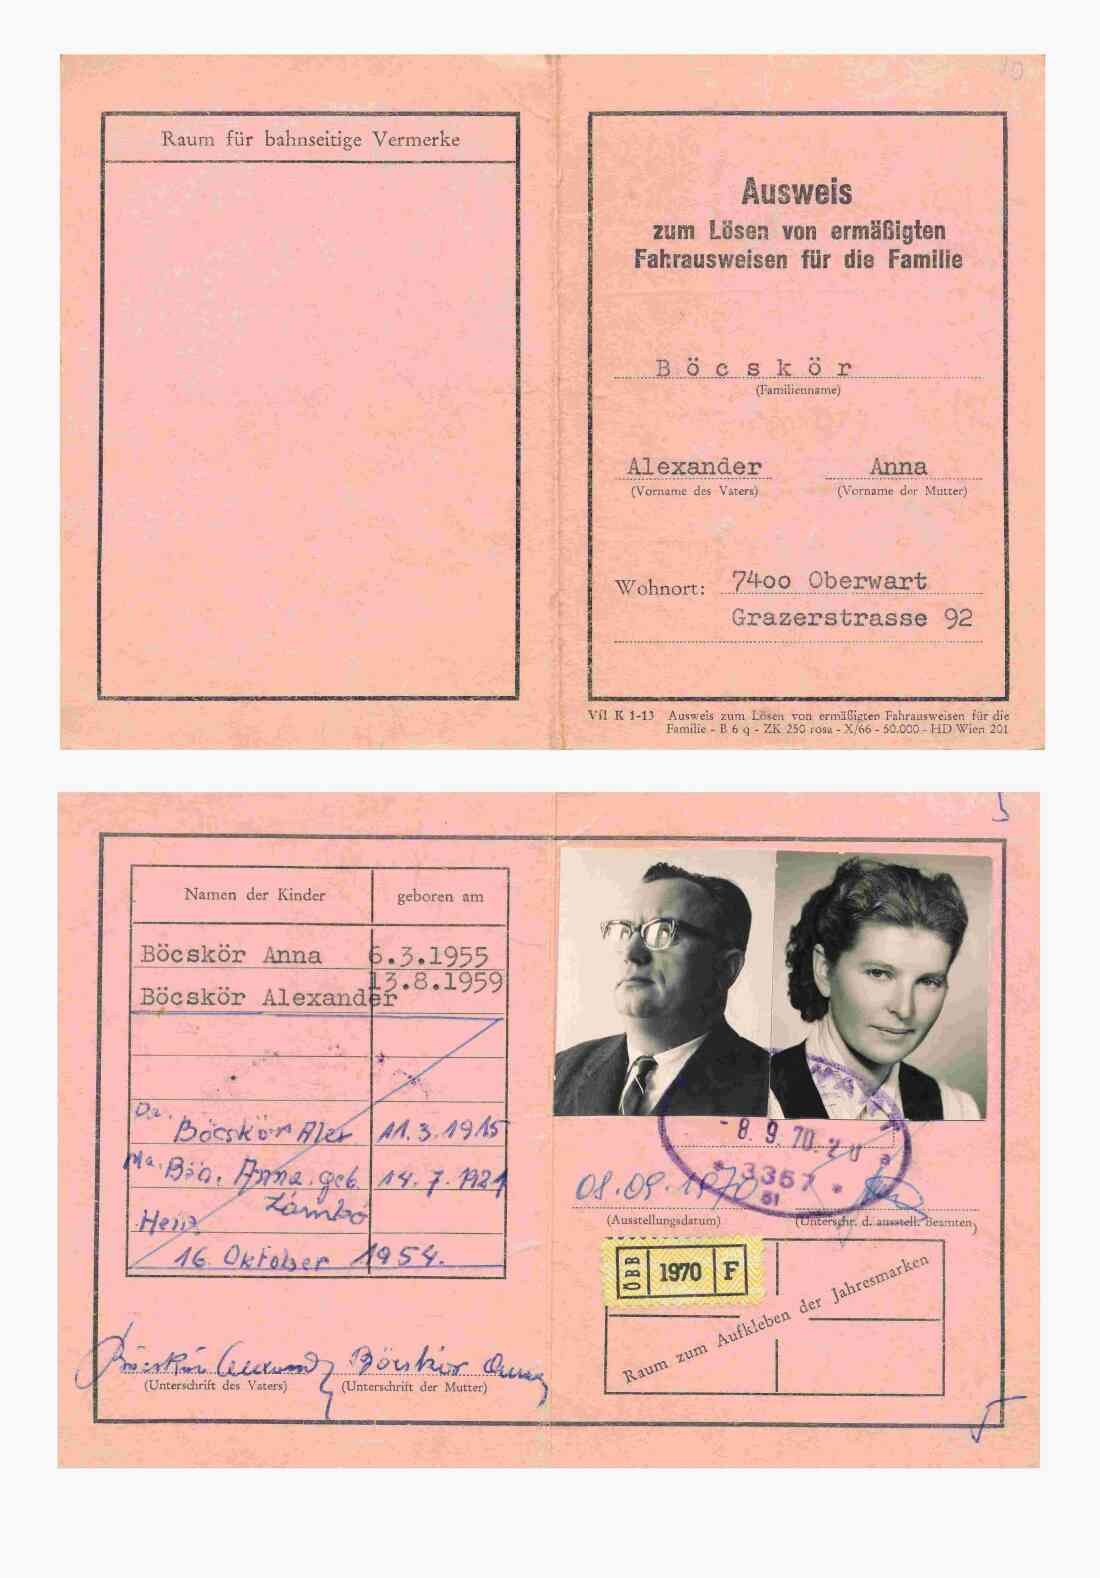 Raum für bahnseitige Vermerke
Ausweis
zum Lösen von ermäßigten
Fahrausweisen für die Familie
Böcskör
(Familienname)
Alexander Anna
(Vorname des Vaters) (Vorname der Mutter)
Wohnort: 74oo Oberwart
Grazerstrasse 92
Vfl K 1-13 Ausweis zum Lösen von ermäßigten Fahrausweisen für die
Familie - B 6 q - ZK 250 rosa - X/66 - 50.000 - HD Wien 201
Namen der Kinder geboren am
Böcskör Anna 6.3.1955
Böcskör Alexander 13.8.1959
Böcskör Alex 11.3.1915
Ma. Böc. Anna geb. 14.7.1921
Zámbó
Heir.
16. Oktober 1954.
Böcskör Böcskör Anna
(Unterschrift des Vaters) (Unterschrift der Mutter)
-8.9.70.20
* 3357 *
51
08.09.1970
(Ausstellungsdatum) (Unterschr. d. ausstell. Beamten)
ÖBB 1970 F
Raum zum Aufkleben der Jahresmarken